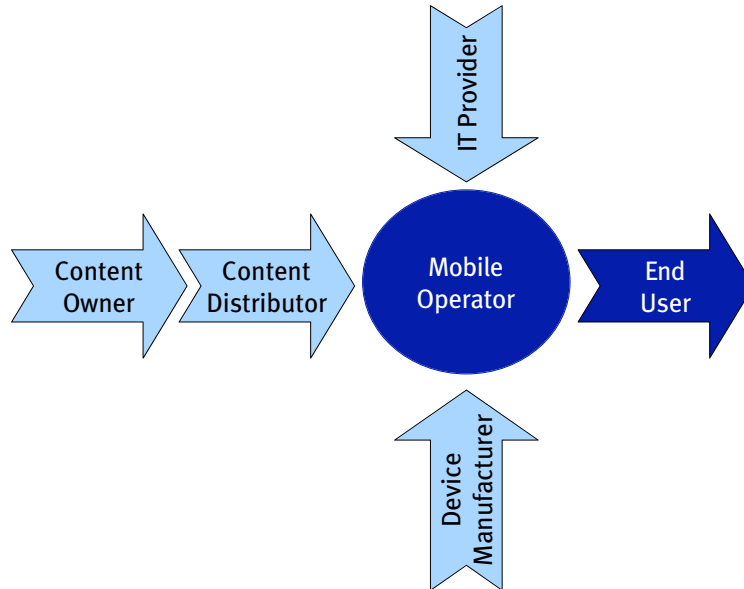 IT Provider
Content
Owner
Content
Distributor
Mobile
Operator
End
User
Device
Manufacturer